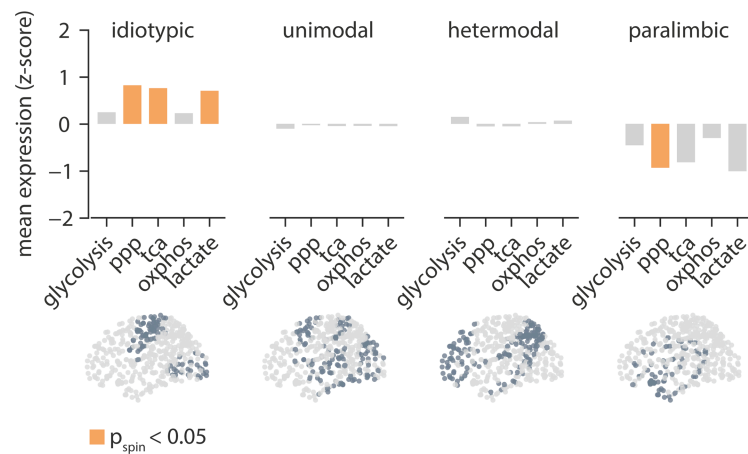 mean expression (z-score)
2
1
0
−1
−2
idiotypic
unimodal
hetermodal
paralimbic
glycolysis
ppp
tca
oxphos
lactate
glycolysis
ppp
tca
oxphos
lactate
glycolysis
ppp
tca
oxphos
lactate
glycolysis
ppp
tca
oxphos
lactate
pspin < 0.05